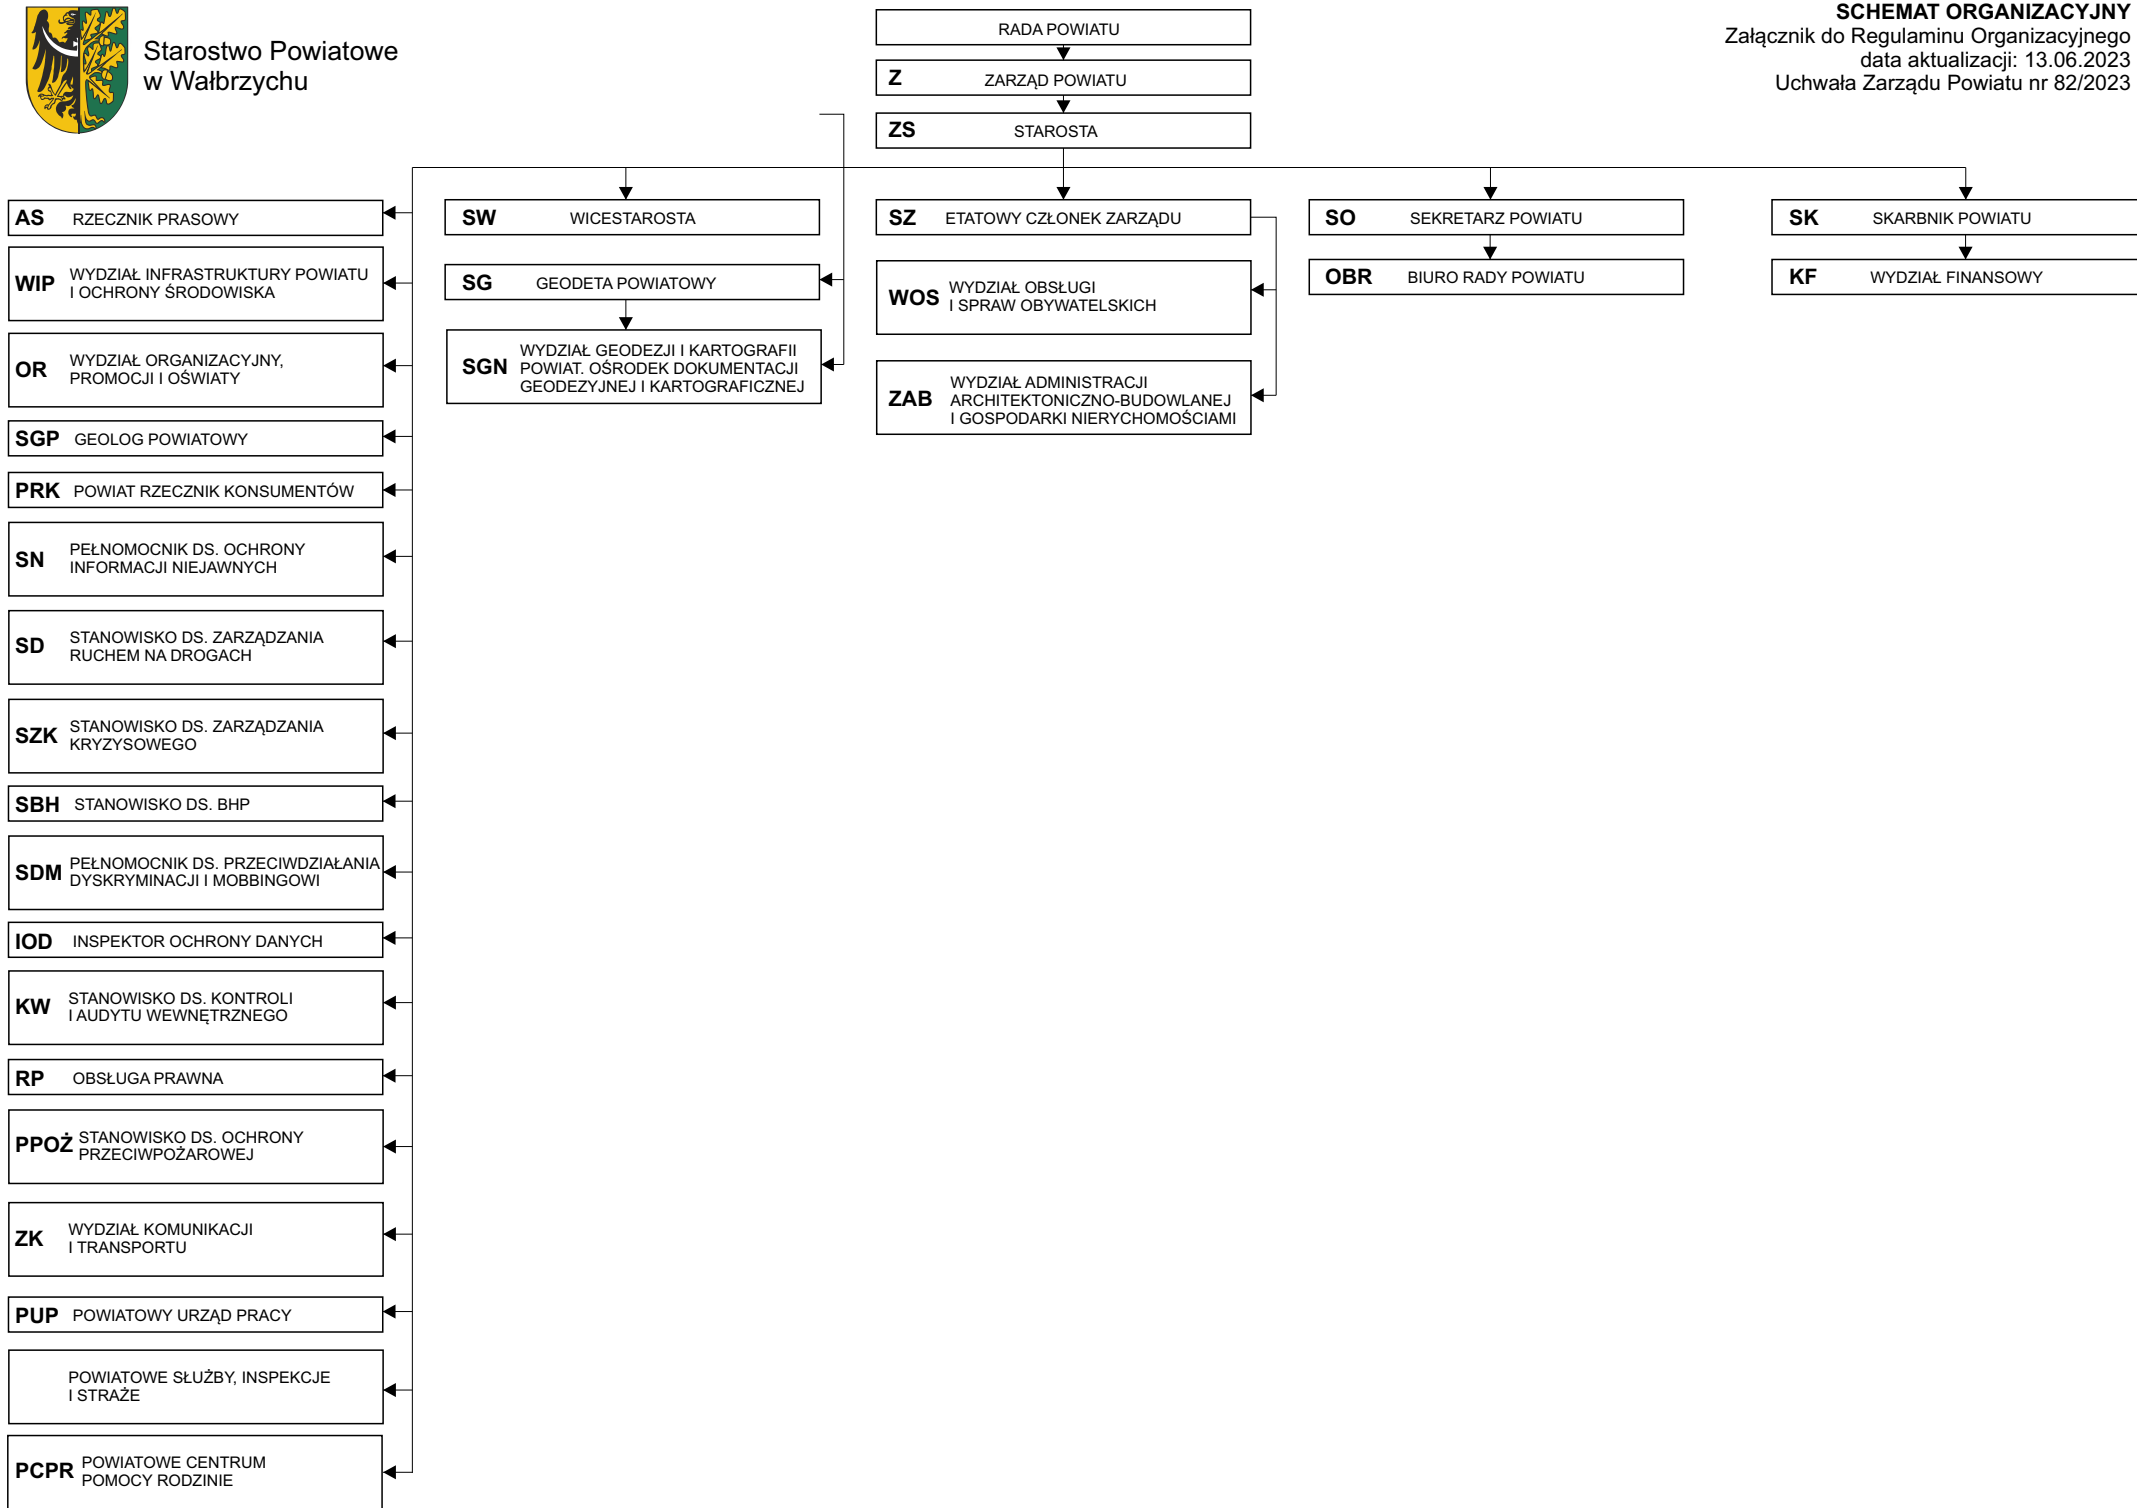 Starostwo Powiatowe
w Wałbrzychu
SCHEMAT ORGANIZACYJNY
Załącznik do Regulaminu Organizacyjnego
data aktualizacji: 13.06.2023
Uchwała Zarządu Powiatu nr 82/2023
RADA POWIATU
Z ZARZĄD POWIATU
ZS STAROSTA
AS RZECZNIK PRASOWY
WIP WYDZIAŁ INFRASTRUKTURY POWIATU
I OCHRONY ŚRODOWISKA
OR WYDZIAŁ ORGANIZACYJNY,
PROMOCJI I OŚWIATY
SGP GEOLOG POWIATOWY
PRK POWIAT RZECZNIK KONSUMENTÓW
SN PEŁNOMOCNIK DS. OCHRONY
INFORMACJI NIEJAWNYCH
SD STANOWISKO DS. ZARZĄDZANIA
RUCHEM NA DROGACH
SZK STANOWISKO DS. ZARZĄDZANIA
KRYZYSOWEGO
SBH STANOWISKO DS. BHP
SDM PEŁNOMOCNIK DS. PRZECIWDZIAŁANIA
DYSKRYMINACJI I MOBBINGOWI
IOD INSPEKTOR OCHRONY DANYCH
KW STANOWISKO DS. KONTROLI
I AUDYTU WEWNĘTRZNEGO
RP OBSŁUGA PRAWNA
PPOŻ STANOWISKO DS. OCHRONY
PRZECIWPOŻAROWEJ
ZK WYDZIAŁ KOMUNIKACJI
I TRANSPORTU
PUP POWIATOWY URZĄD PRACY
POWIATOWE SŁUŻBY, INSPEKCJE
I STRAŻE
PCPR POWIATOWE CENTRUM
POMOCY RODZINIE
SW WICESTAROSTA
SG GEODETA POWIATOWY
SGN WYDZIAŁ GEODEZJI I KARTOGRAFII
POWIAT. OŚRODEK DOKUMENTACJI
GEODEZYJNEJ I KARTOGRAFICZNEJ
SZ ETATOWY CZŁONEK ZARZĄDU
WOS WYDZIAŁ OBSŁUGI
I SPRAW OBYWATELSKICH
ZAB WYDZIAŁ ADMINISTRACJI
ARCHITEKTONICZNO-BUDOWLANEJ
I GOSPODARKI NIERYCHOMOŚCIAMI
SO SEKRETARZ POWIATU
OBR BIURO RADY POWIATU
SK SKARBNIK POWIATU
KF WYDZIAŁ FINANSOWY